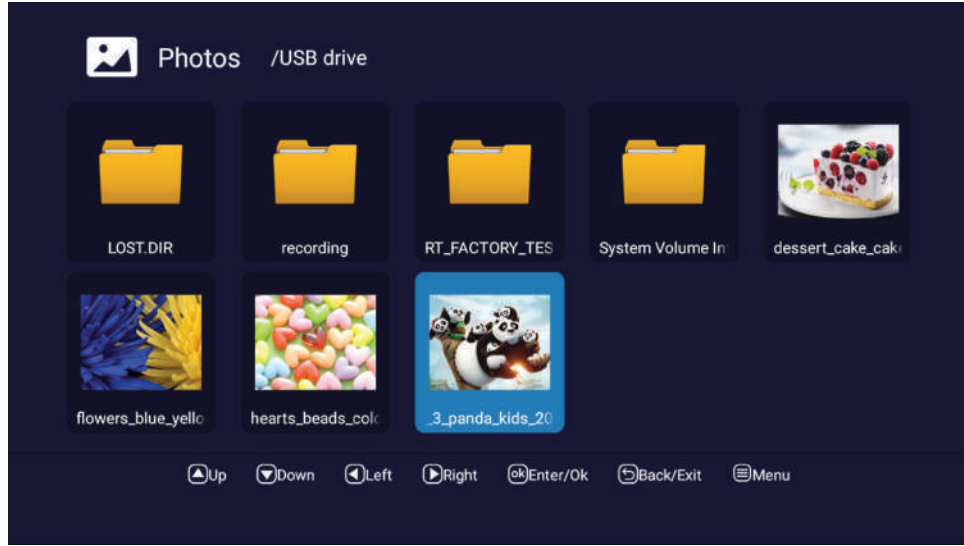 Photos /USB drive
LOST.DIR
recording
RT_FACTORY_TES
System Volume In
dessert_cake_cak
flowers_blue_yello
hearts_beads_colo
_3_panda_kids_20
Up Down Left Right ok Enter/Ok Back/Exit Menu